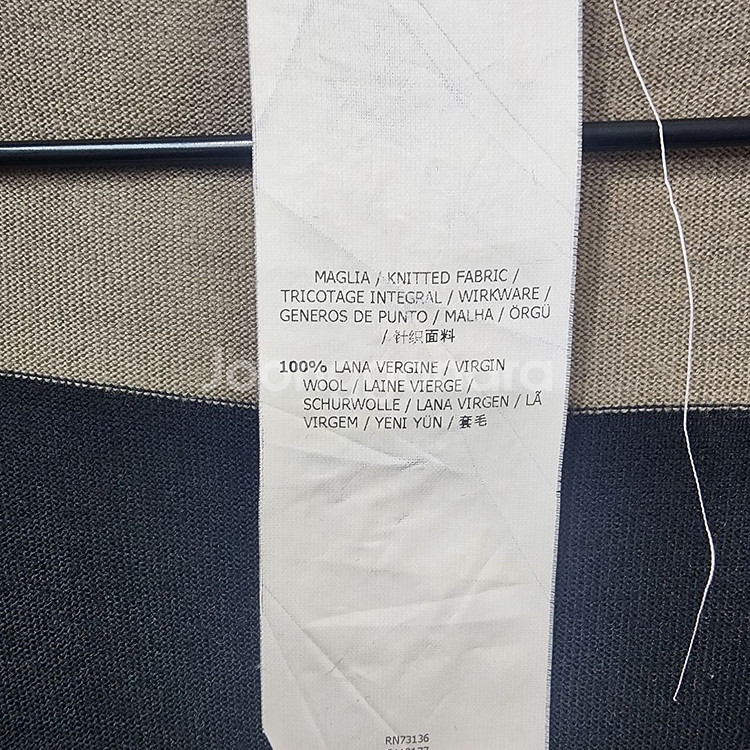 MAGLIA / KNITTED FABRIC /
TRICOTAGE INTEGRAL / WIRKWARE /
GENEROS DE PUNTO / MALHA / ÖRGÜ
/ 针织面料
100% LANA VERGINE / VIRGIN
WOOL / LAINE VIERGE /
SCHURWOLLE / LANA VIRGEN / LÃ
VIRGEM / YENI YÜN / 套毛
RN73136